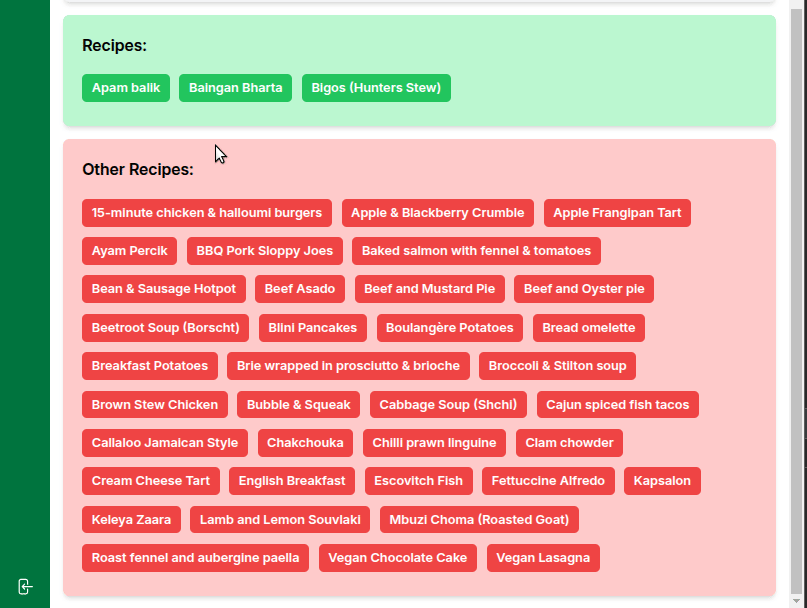 Recipes:
Apam balik Baingan Bharta Bigos (Hunters Stew)
Other Recipes:
15-minute chicken & halloumi burgers Apple & Blackberry Crumble Apple Frangipan Tart
Ayam Percik BBQ Pork Sloppy Joes Baked salmon with fennel & tomatoes
Bean & Sausage Hotpot Beef Asado Beef and Mustard Pie Beef and Oyster pie
Beetroot Soup (Borscht) Blini Pancakes Boulangère Potatoes Bread omelette
Breakfast Potatoes Brie wrapped in prosciutto & brioche Broccoli & Stilton soup
Brown Stew Chicken Bubble & Squeak Cabbage Soup (Shchi) Cajun spiced fish tacos
Callaloo Jamaican Style Chakchouka Chilli prawn linguine Clam chowder
Cream Cheese Tart English Breakfast Escovitch Fish Fettuccine Alfredo Kapsalon
Keleya Zaara Lamb and Lemon Souvlaki Mbuzi Choma (Roasted Goat)
Roast fennel and aubergine paella Vegan Chocolate Cake Vegan Lasagna